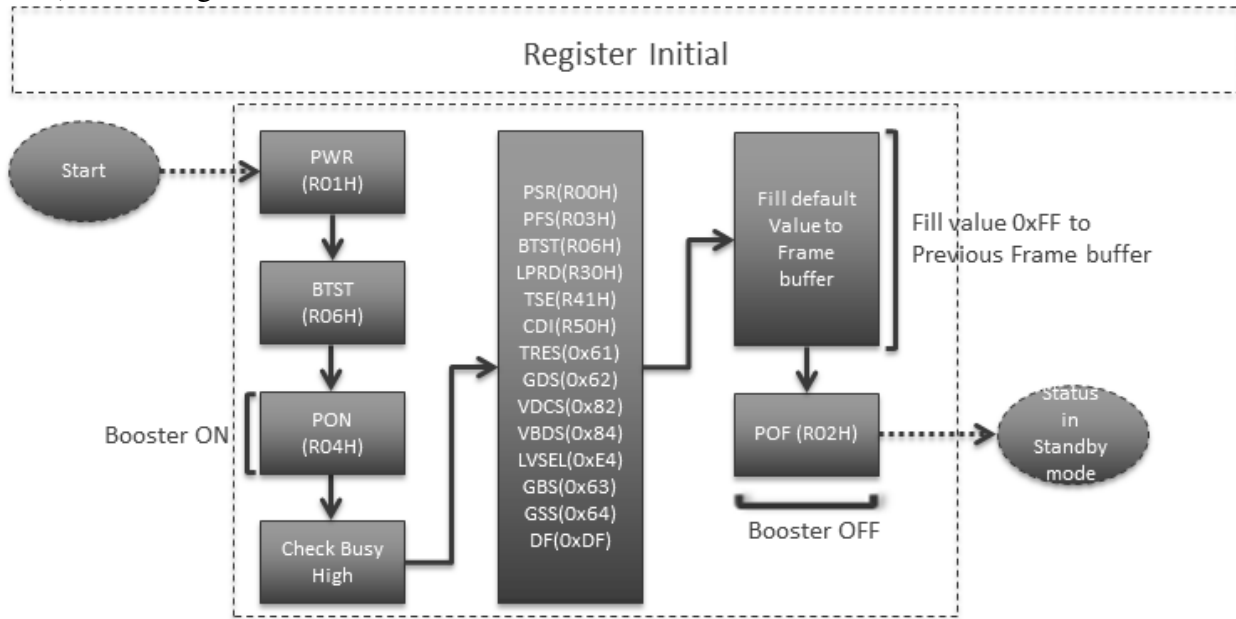 Register Initial
Start
PWR
(R01H)
BTST
(R06H)
Booster ON
PON
(R04H)
Check Busy
High
PSR(R00H)
PFS(R03H)
BTST(R06H)
LPRD(R30H)
TSE(R41H)
CDI(R50H)
TRES(0x61)
GDS(0x62)
VDCS(0x82)
VBDS(0x84)
LVSEL(0xE4)
GBS(0x63)
GSS(0x64)
DF(0xDF)
Fill default
Value to
Frame
buffer
Fill value 0xFF to
Previous Frame buffer
POF (R02H)
Booster OFF
Status
in
Standby
mode